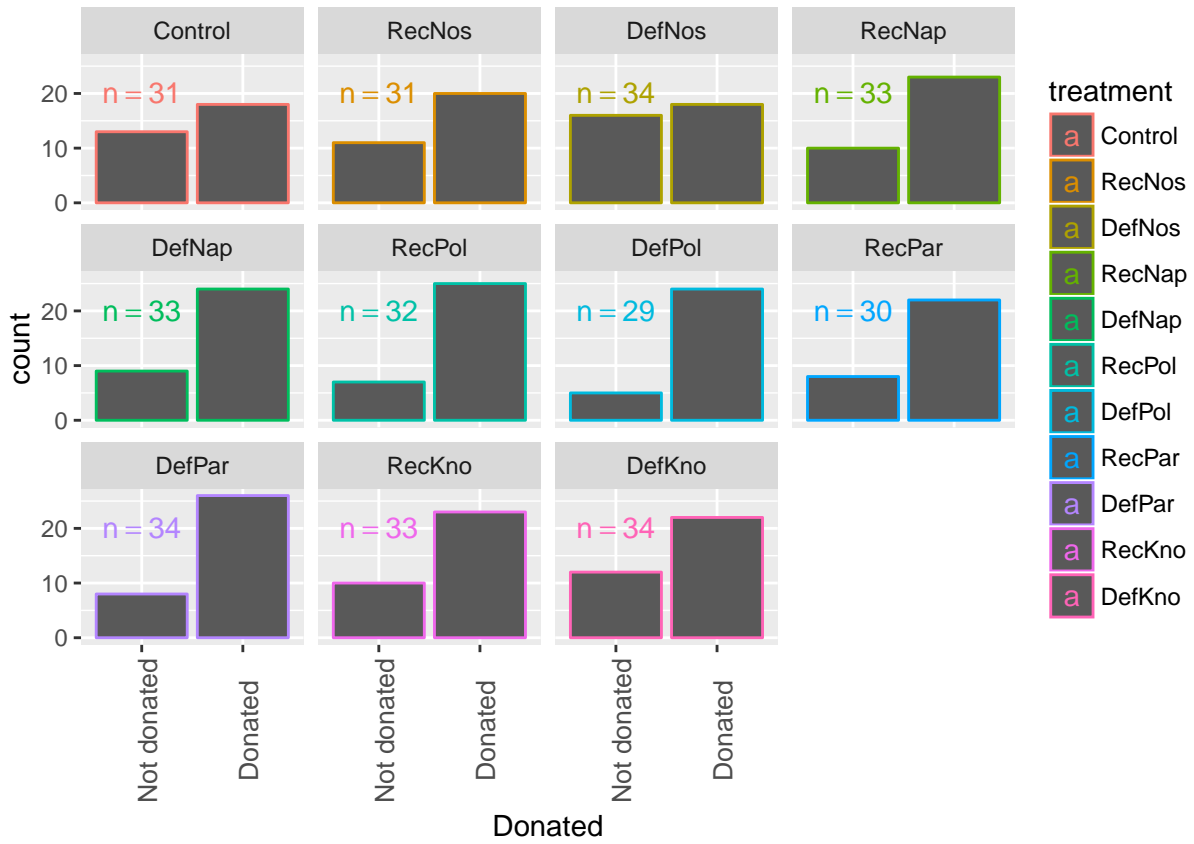 Control RecNos DefNos RecNap
n = 31 n = 31 n = 34 n = 33
20
10
0
DefNap RecPol DefPol RecPar
n = 33 n = 32 n = 29 n = 30
20
10
0
DefPar RecKno DefKno
n = 34 n = 33 n = 34
20
10
0
count
Not donated Donated Not donated Donated Not donated Donated
Donated
treatment
a Control
a RecNos
a DefNos
a RecNap
a DefNap
a RecPol
a DefPol
a RecPar
a DefPar
a RecKno
a DefKno